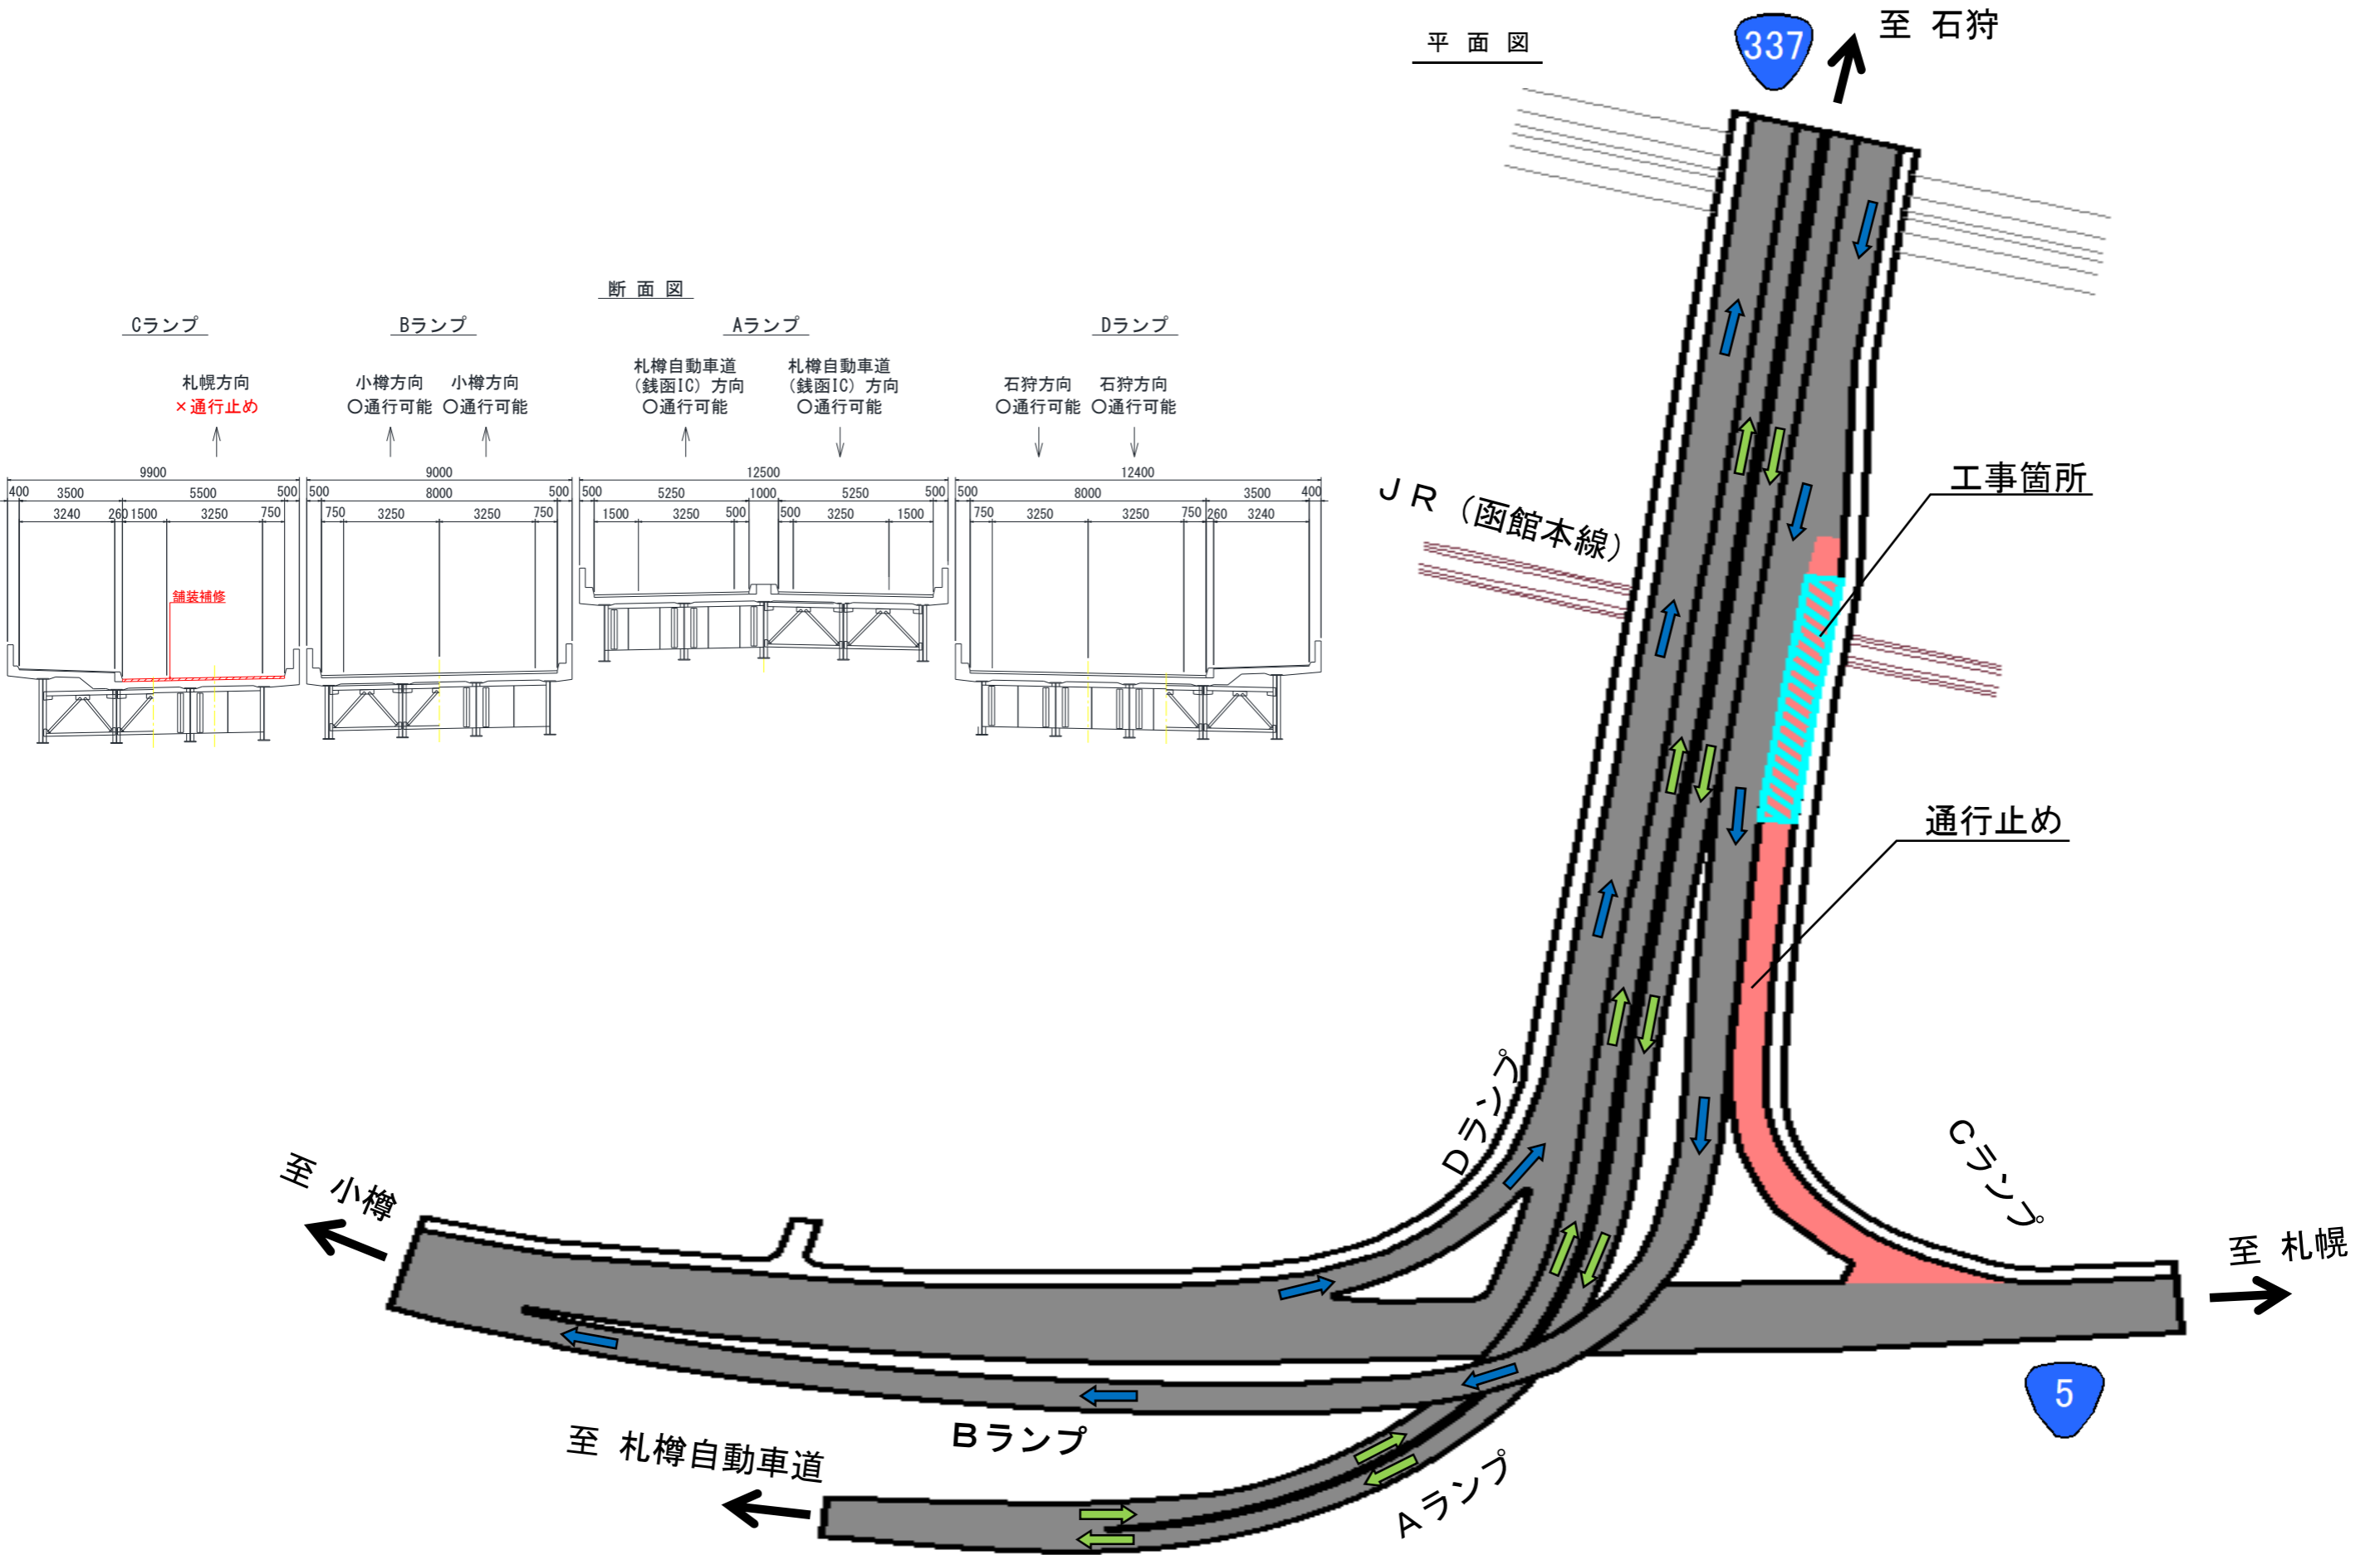 平 面 図
337
至 石狩
断 面 図
Cランプ
Bランプ
Aランプ
Dランプ
札幌方向
×通行止め
小樽方向
〇通行可能
小樽方向
〇通行可能
札樽自動車道
(銭函IC) 方向
〇通行可能
札樽自動車道
(銭函IC) 方向
〇通行可能
石狩方向
〇通行可能
石狩方向
〇通行可能
9900
400 3500 5500 500
3240 260 1500 3250 750
舗装補修
9000
500 8000 500
750 3250 3250 750
12500
500 5250 1000 5250 500
1500 3250 500 500 3250 1500
12400
500 8000 3500 400
750 3250 3250 750 260 3240
JR (函館本線)
工事箇所
通行止め
Dランプ
Cランプ
至 小樽
至 札幌
5
Bランプ
至 札樽自動車道
Aランプ